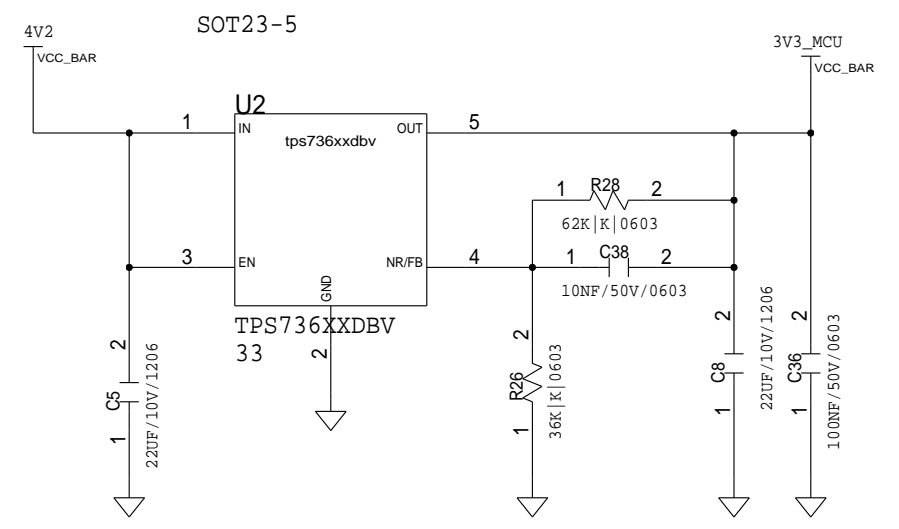 SOT23-5
4V2
VCC_BAR
3V3_MCU
VCC_BAR
U2
1
IN
OUT
5
tps736xxdbv
1
R28
2
62K|K|0603
3
EN
NR/FB
4
1
C38
2
10NF/50V/0603
GND
2
TPS736XXDBV
33
2
C5
1
22UF/10V/1206
2
R26
1
36K|K|0603
2
C8
1
22UF/10V/1206
2
C36
1
100NF/50V/0603